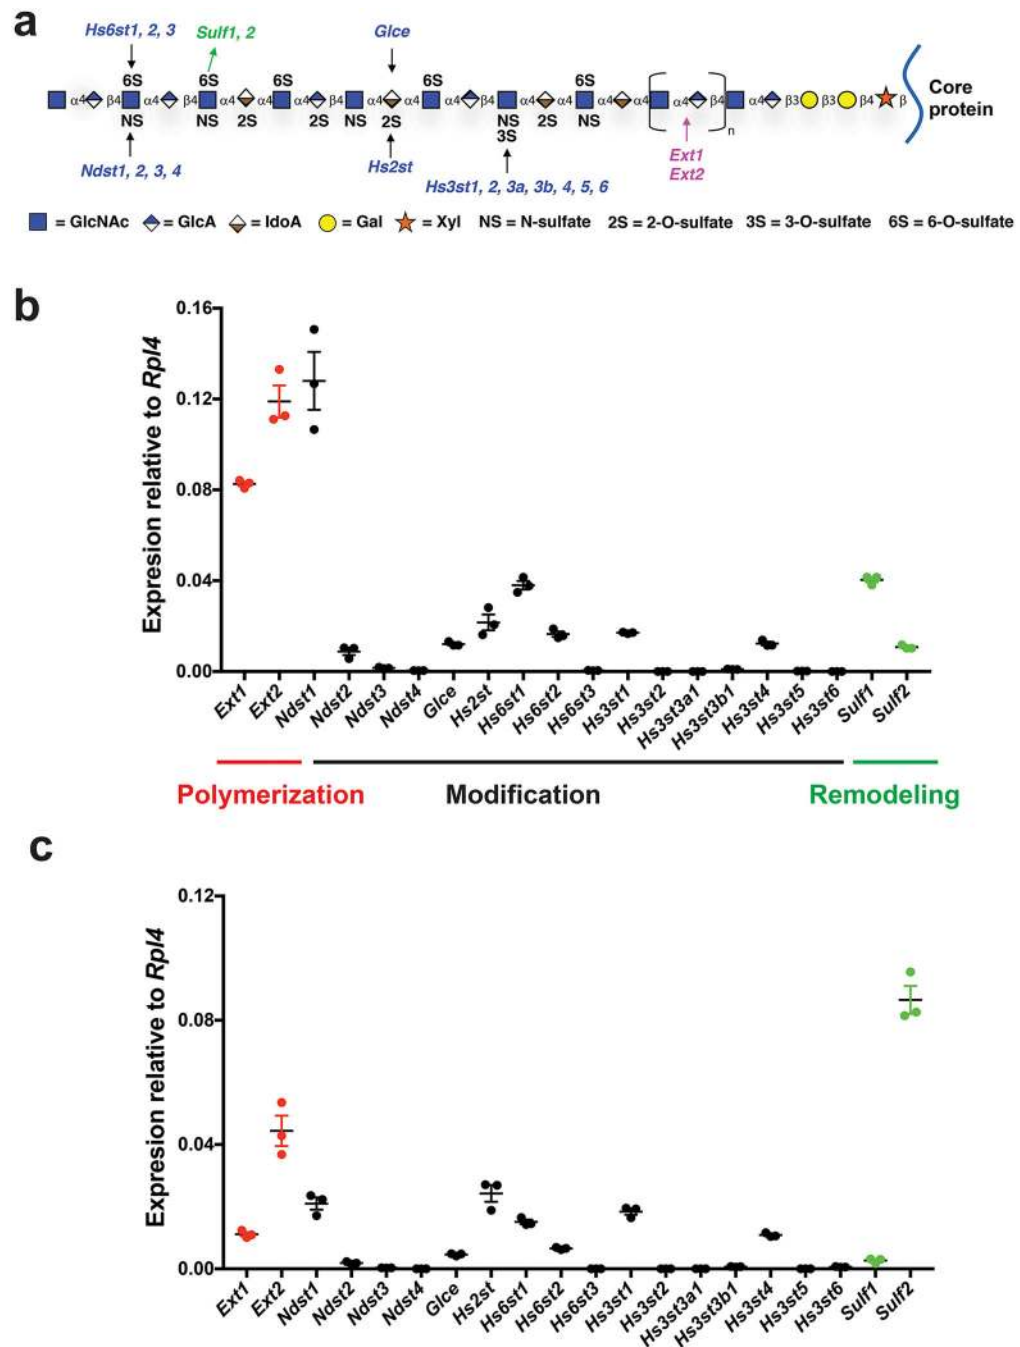 a
Hs6st1, 2, 3 Sulf1, 2 Glce
6S 6S 6S 6S 6S
α4 β4 α4 β4 α4 α4 α4 β4 α4 α4 α4 β4 α4 α4 α4 α4 α4 β4 α4 β3 β3 β4 β
NS NS 2S 2S NS 2S NS 2S NS n
3S
Core
protein
Ndst1, 2, 3, 4 Hs2st Hs3st1, 2, 3a, 3b, 4, 5, 6 Ext1
Ext2
= GlcNAc = GlcA = IdoA = Gal = Xyl NS = N-sulfate 2S = 2-O-sulfate 3S = 3-O-sulfate 6S = 6-O-sulfate
b
Expresion relative to Rpl4
0.16
0.12
0.08
0.04
0.00
Ext1 Ext2 Ndst1 Ndst2 Ndst3 Ndst4 Glce Hs2st Hs6st1 Hs6st2 Hs6st3 Hs3st1 Hs3st2 Hs3st3a1 Hs3st3b1 Hs3st4 Hs3st5 Hs3st6 Sulf1 Sulf2
Polymerization Modification Remodeling
c
Expresion relative to Rpl4
0.12
0.08
0.04
0.00
Ext1 Ext2 Ndst1 Ndst2 Ndst3 Ndst4 Glce Hs2st Hs6st1 Hs6st2 Hs6st3 Hs3st1 Hs3st2 Hs3st3a1 Hs3st3b1 Hs3st4 Hs3st5 Hs3st6 Sulf1 Sulf2